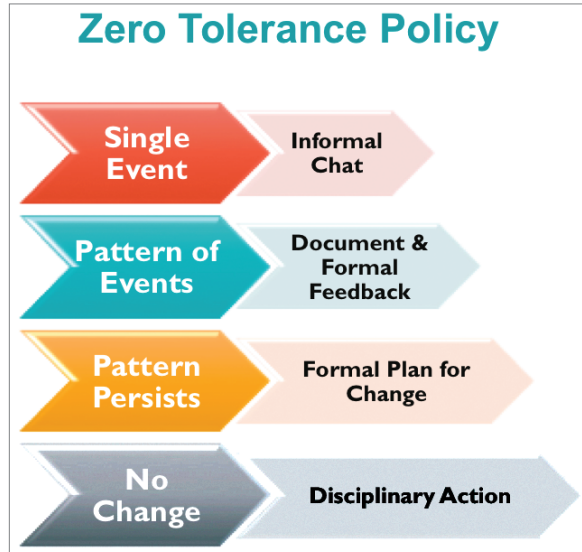 Zero Tolerance Policy
Single
Event
Informal
Chat
Pattern of
Events
Document &
Formal
Feedback
Pattern
Persists
Formal Plan for
Change
No
Change
Disciplinary Action